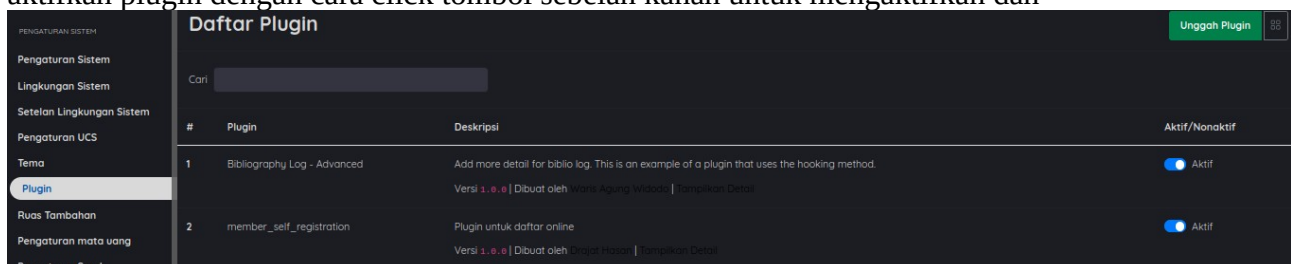 aktifkan plugin dengan cara click tombol sebelah kanan untuk mengaktifkan dan
PENGATURAN SISTEM
Daftar Plugin
Unggah Plugin
Pengaturan Sistem
Lingkungan Sistem
Setelan Lingkungan Sistem
Pengaturan UCS
Tema
Plugin
Ruas Tambahan
Pengaturan mata uang
Cari
# Plugin Deskripsi Aktif/Nonaktif
1 Bibliography Log - Advanced Add more detail for biblio log. This is an example of a plugin that uses the hooking method. Aktif
Versi 1.0.0 | Dibuat oleh Waris Agung Widodo | Tampilkan Detail
2 member_self_registration Plugin untuk daftar online Aktif
Versi 1.0.0 | Dibuat oleh Drajat Hasan | Tampilkan Detail